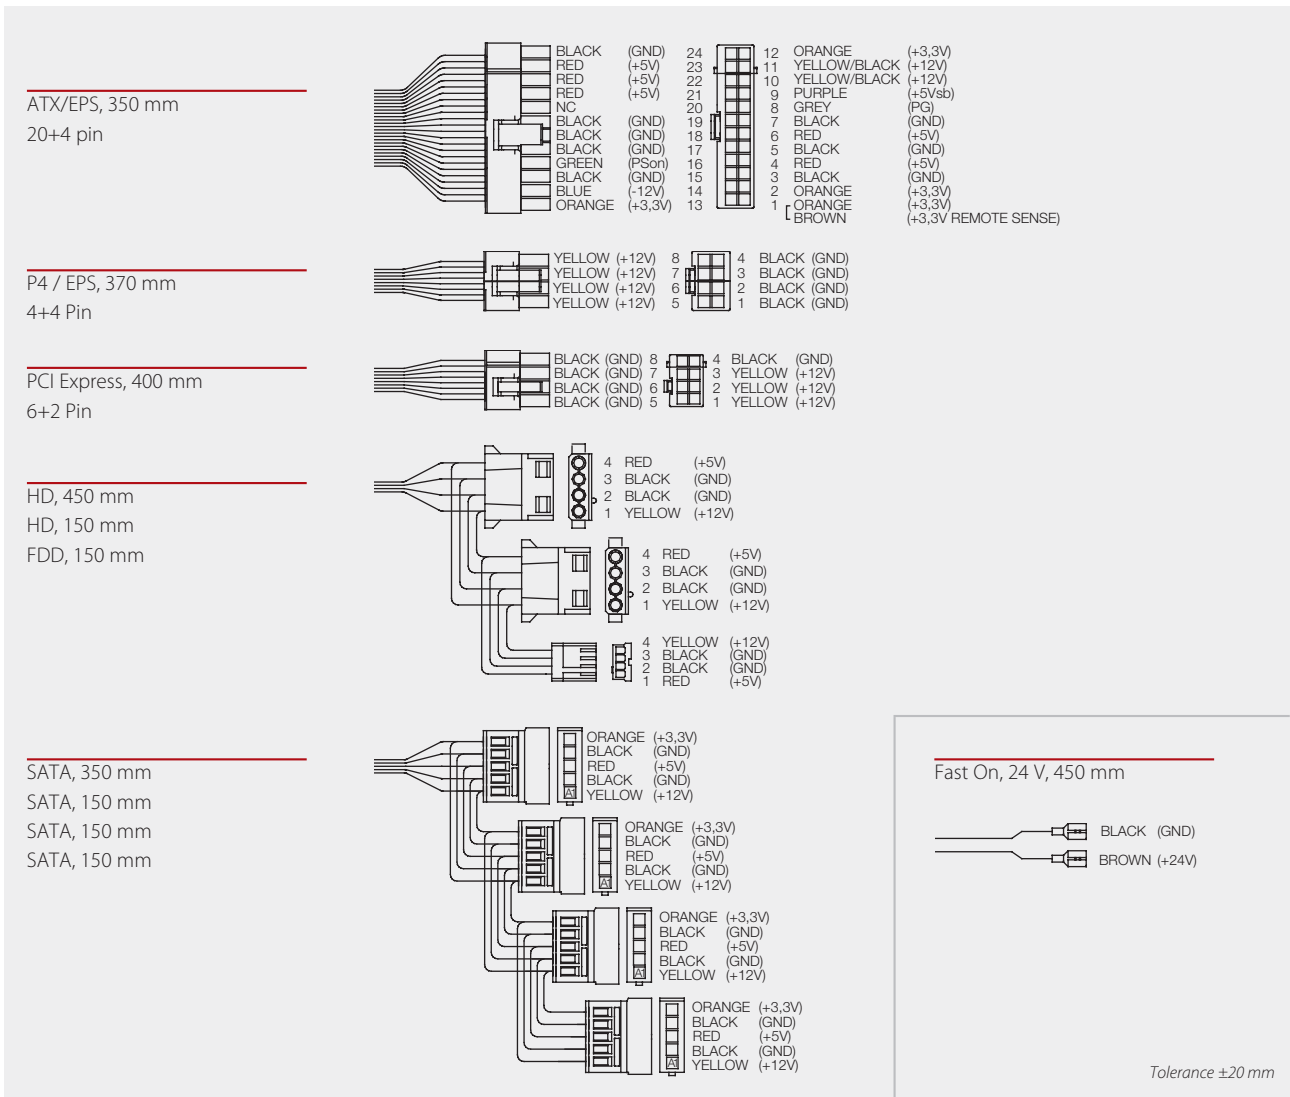 ATX/EPS, 350 mm
20+4 pin
BLACK (GND) 24 12 ORANGE (+3,3V)
RED (+5V) 23 11 YELLOW/BLACK (+12V)
RED (+5V) 22 10 YELLOW/BLACK (+12V)
RED (+5V) 21 9 PURPLE (+5Vsb)
NC 20 8 GREY (PG)
BLACK (GND) 19 7 BLACK (GND)
BLACK (GND) 18 6 RED (+5V)
BLACK (GND) 17 5 BLACK (GND)
GREEN (PSon) 16 4 RED (+5V)
BLACK (GND) 15 3 BLACK (GND)
BLUE (-12V) 14 2 ORANGE (+3,3V)
ORANGE (+3,3V) 13 1 ORANGE (+3,3V)
BROWN (+3,3V REMOTE SENSE)
P4 / EPS, 370 mm
4+4 Pin
YELLOW (+12V) 8 4 BLACK (GND)
YELLOW (+12V) 7 3 BLACK (GND)
YELLOW (+12V) 6 2 BLACK (GND)
YELLOW (+12V) 5 1 BLACK (GND)
PCI Express, 400 mm
6+2 Pin
BLACK (GND) 8 4 BLACK (GND)
BLACK (GND) 7 3 YELLOW (+12V)
BLACK (GND) 6 2 YELLOW (+12V)
BLACK (GND) 5 1 YELLOW (+12V)
HD, 450 mm
HD, 150 mm
FDD, 150 mm
4 RED (+5V)
3 BLACK (GND)
2 BLACK (GND)
1 YELLOW (+12V)
4 RED (+5V)
3 BLACK (GND)
2 BLACK (GND)
1 YELLOW (+12V)
4 YELLOW (+12V)
3 BLACK (GND)
2 BLACK (GND)
1 RED (+5V)
SATA, 350 mm
SATA, 150 mm
SATA, 150 mm
SATA, 150 mm
ORANGE (+3,3V)
BLACK (GND)
RED (+5V)
BLACK (GND)
A1 YELLOW (+12V)
ORANGE (+3,3V)
BLACK (GND)
RED (+5V)
BLACK (GND)
A1 YELLOW (+12V)
ORANGE (+3,3V)
BLACK (GND)
RED (+5V)
BLACK (GND)
A1 YELLOW (+12V)
ORANGE (+3,3V)
BLACK (GND)
RED (+5V)
BLACK (GND)
A1 YELLOW (+12V)
Fast On, 24 V, 450 mm
BLACK (GND)
BROWN (+24V)
Tolerance ±20 mm